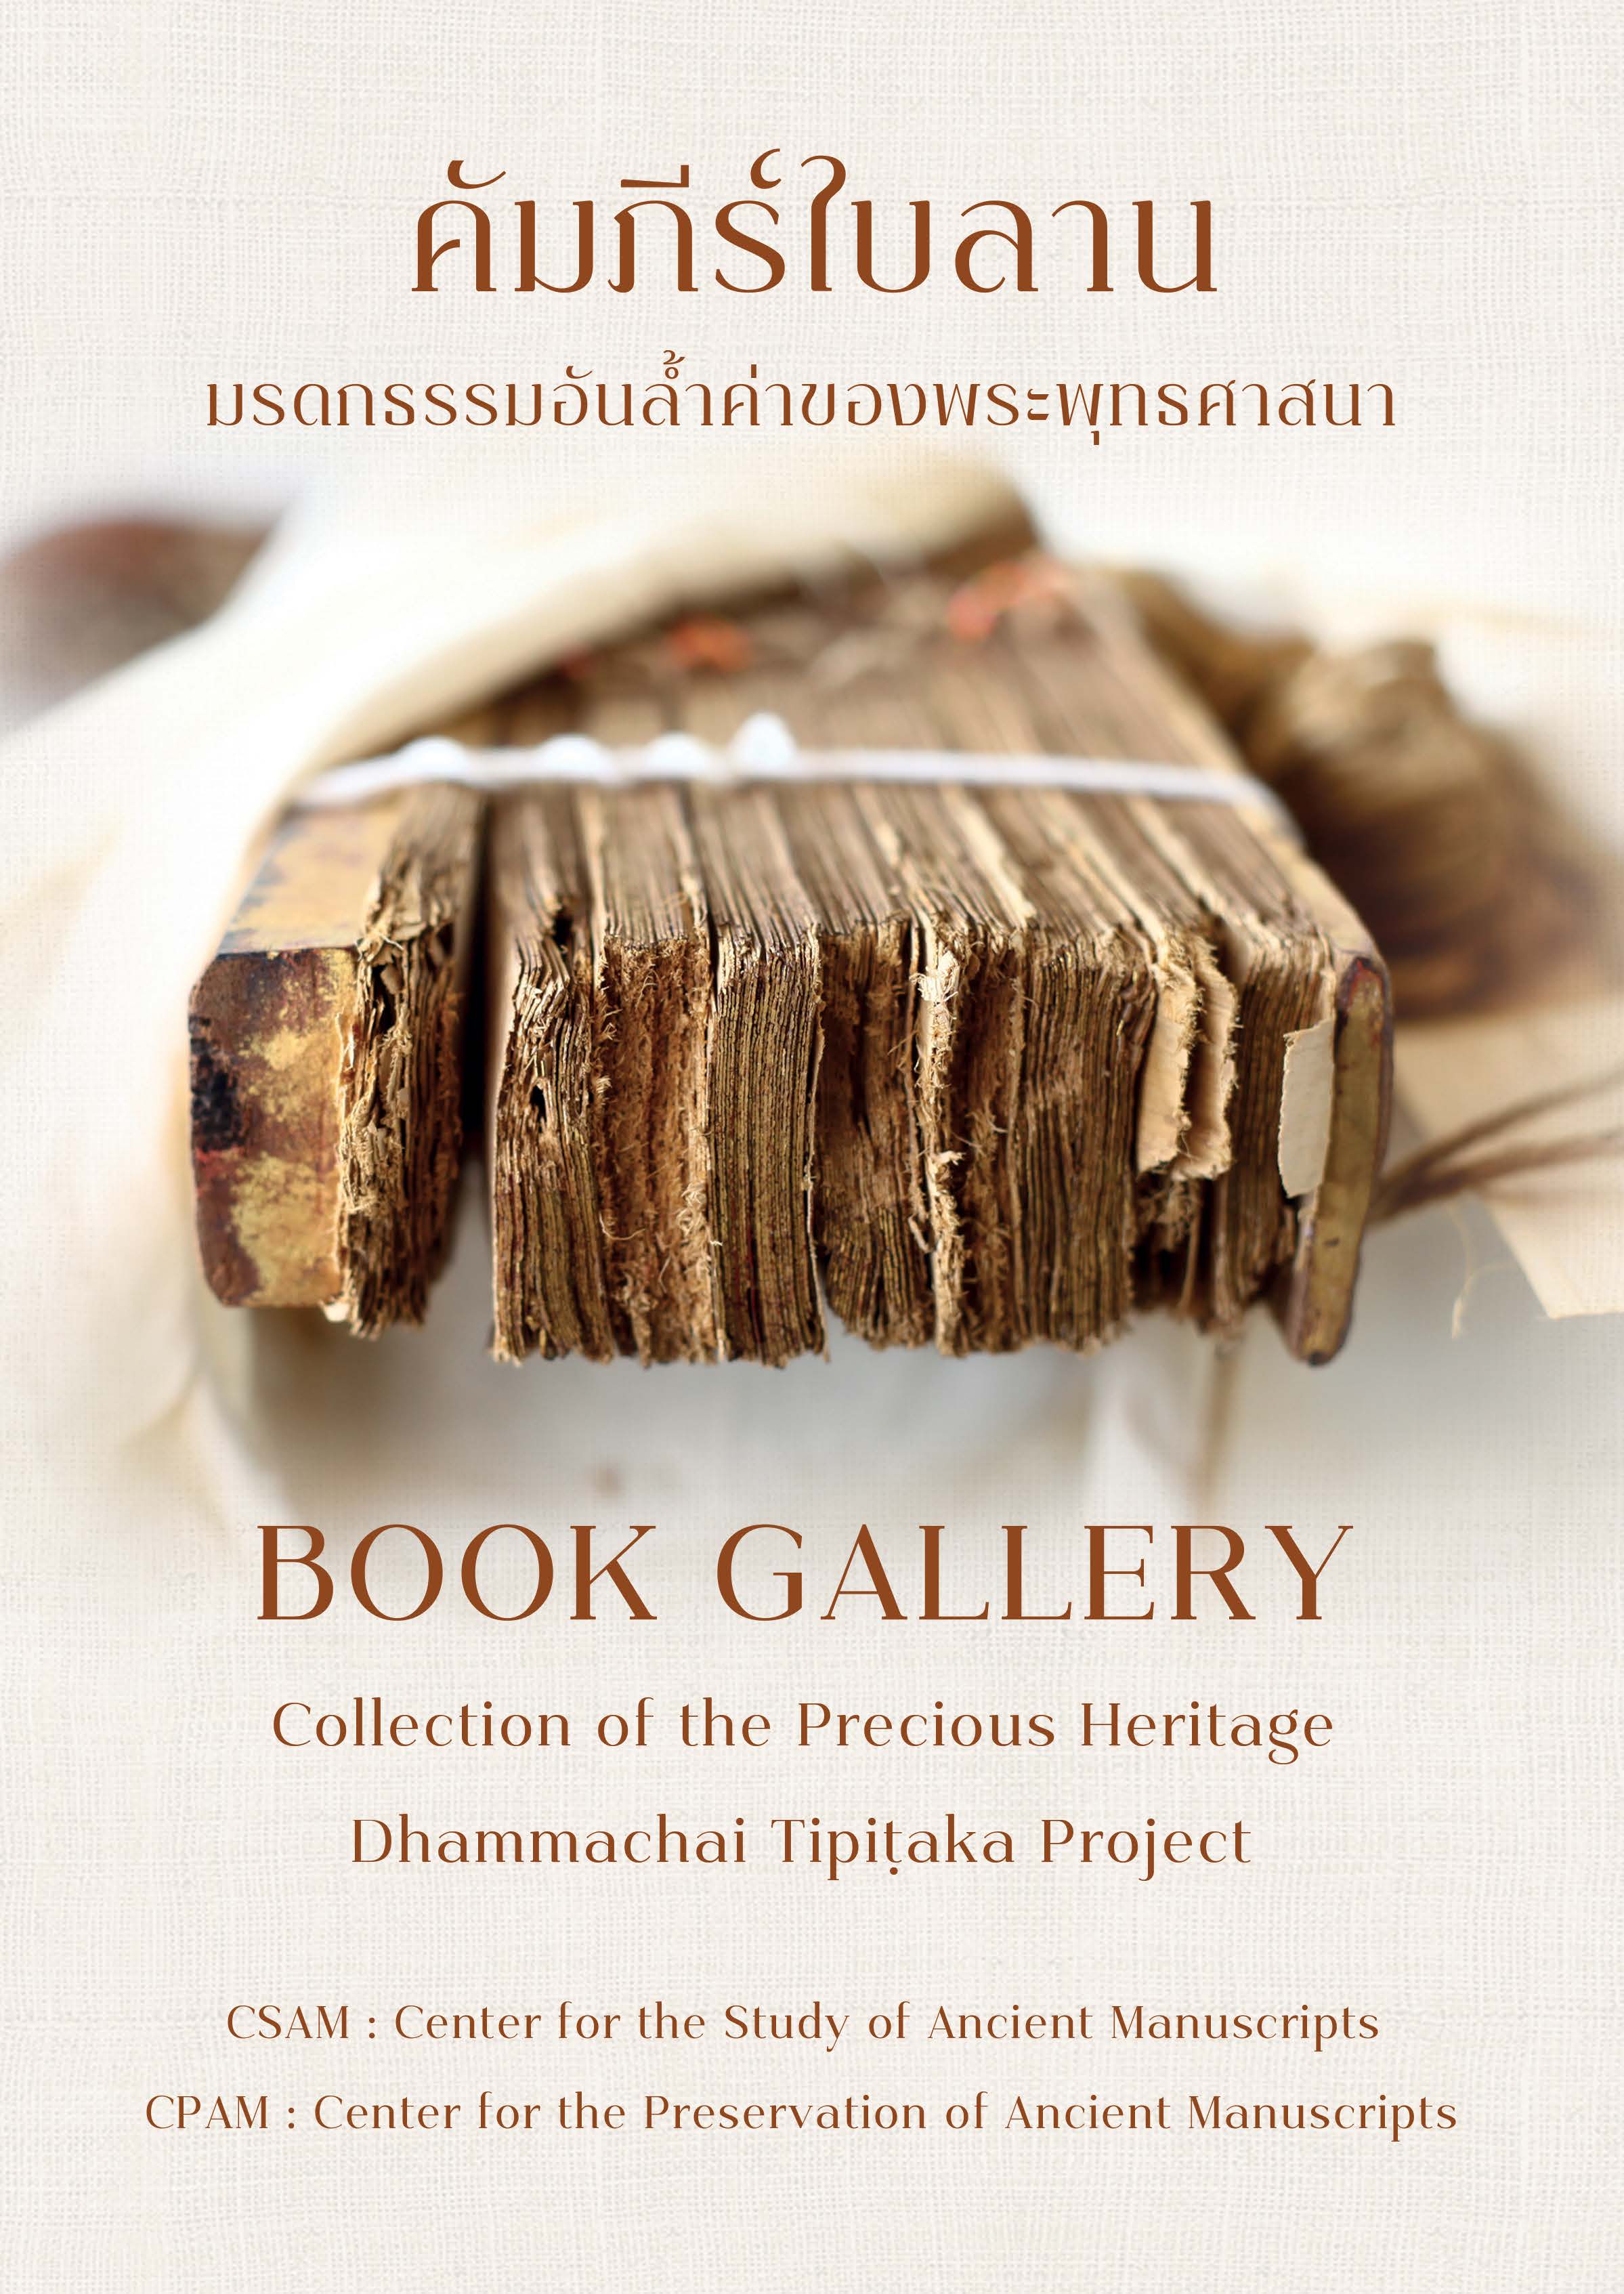 คัมภีร์ใบลาน
มรดกธรรมอันล้ำค่าของพระพุทธศาสนา
BOOK GALLERY
Collection of the Precious Heritage
Dhammachai Tipiṭaka Project
CSAM : Center for the Study of Ancient Manuscripts
CPAM : Center for the Preservation of Ancient Manuscripts